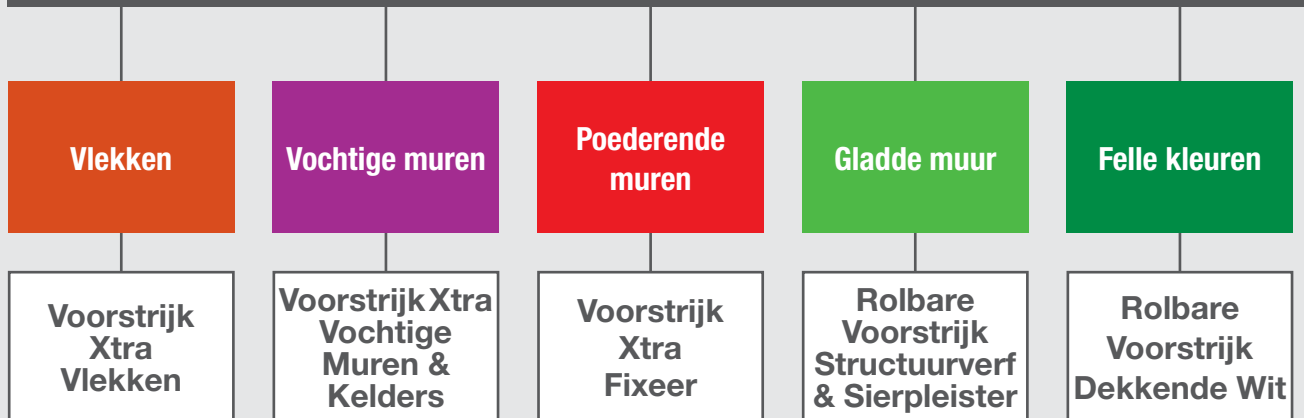 Vlekken
Vochtige muren
Poederende
muren
Gladde muur
Felle kleuren
Voorstrijk
Xtra
Vlekken
Voorstrijk Xtra
Vochtige
Muren &
Kelders
Voorstrijk
Xtra
Fixeer
Rolbare
Voorstrijk
Structuurverf
& Sierpleister
Rolbare
Voorstrijk
Dekkende Wit